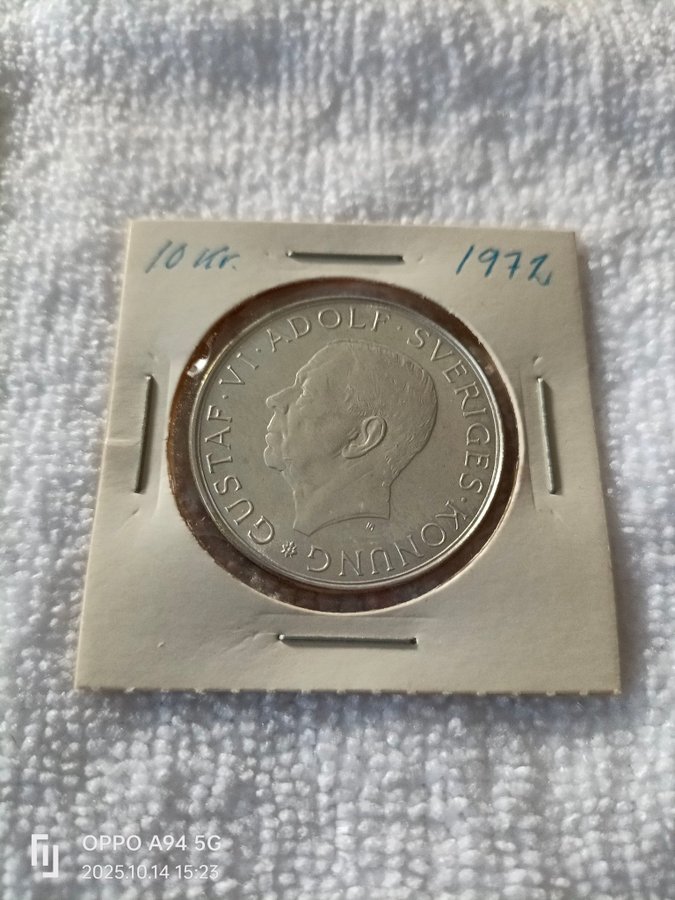 10 Kr. 1972
GUSTAF · VI · ADOLF · SVERIGES · KONUNG
OPPO A94 5G
2025.10.14 15:23